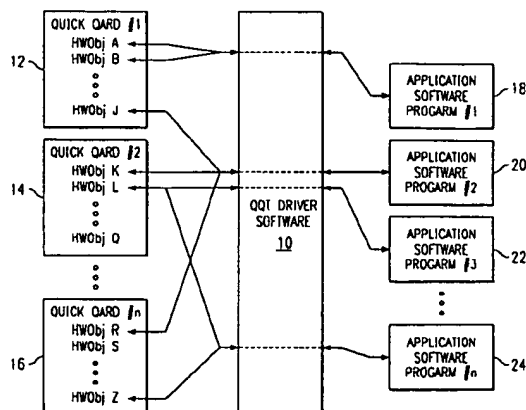 QUICK QARD #1
HWObj A
HWObj B
HWObj J
12
QUICK QARD #2
HWObj K
HWObj L
HWObj Q
14
QUICK QARD #n
HWObj R
HWObj S
HWObj Z
16
QQT DRIVER
SOFTWARE
10
APPLICATION
SOFTWARE
PROGARM #1
18
APPLICATION
SOFTWARE
PROGARM #2
20
APPLICATION
SOFTWARE
PROGARM #3
22
APPLICATION
SOFTWARE
PROGARM #n
24